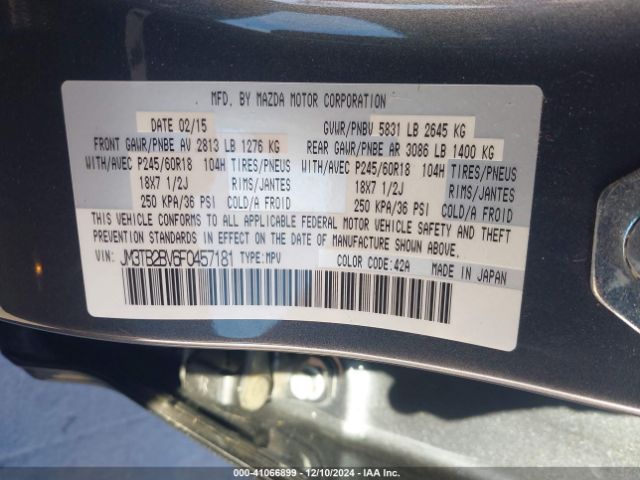 MFD. BY MAZDA MOTOR CORPORATION
DATE 02/15 GVWR/PNBV 5831 LB 2645 KG
FRONT GAWR/PNBE AV 2813 LB 1276 KG REAR GAWR/PNBE AR 3086 LB 1400 KG
WITH/AVEC P245/60R18 104H TIRES/PNEUS WITH/AVEC P245/60R18 104H TIRES/PNEUS
18X7 1/2J RIMS/JANTES 18X7 1/2J RIMS/JANTES
250 KPA/36 PSI COLD/A FROID 250 KPA/36 PSI COLD/A FROID
THIS VEHICLE CONFORMS TO ALL APPLICABLE FEDERAL MOTOR VEHICLE SAFETY AND THEFT
PREVENTION STANDARDS IN EFFECT ON THE DATE OF MANUFACTURE SHOWN ABOVE.
VIN: JM3TB2BV6F0457181 TYPE:MPV COLOR CODE:42A MADE IN JAPAN
000-41066899 - 12/10/2024 - IAA Inc.